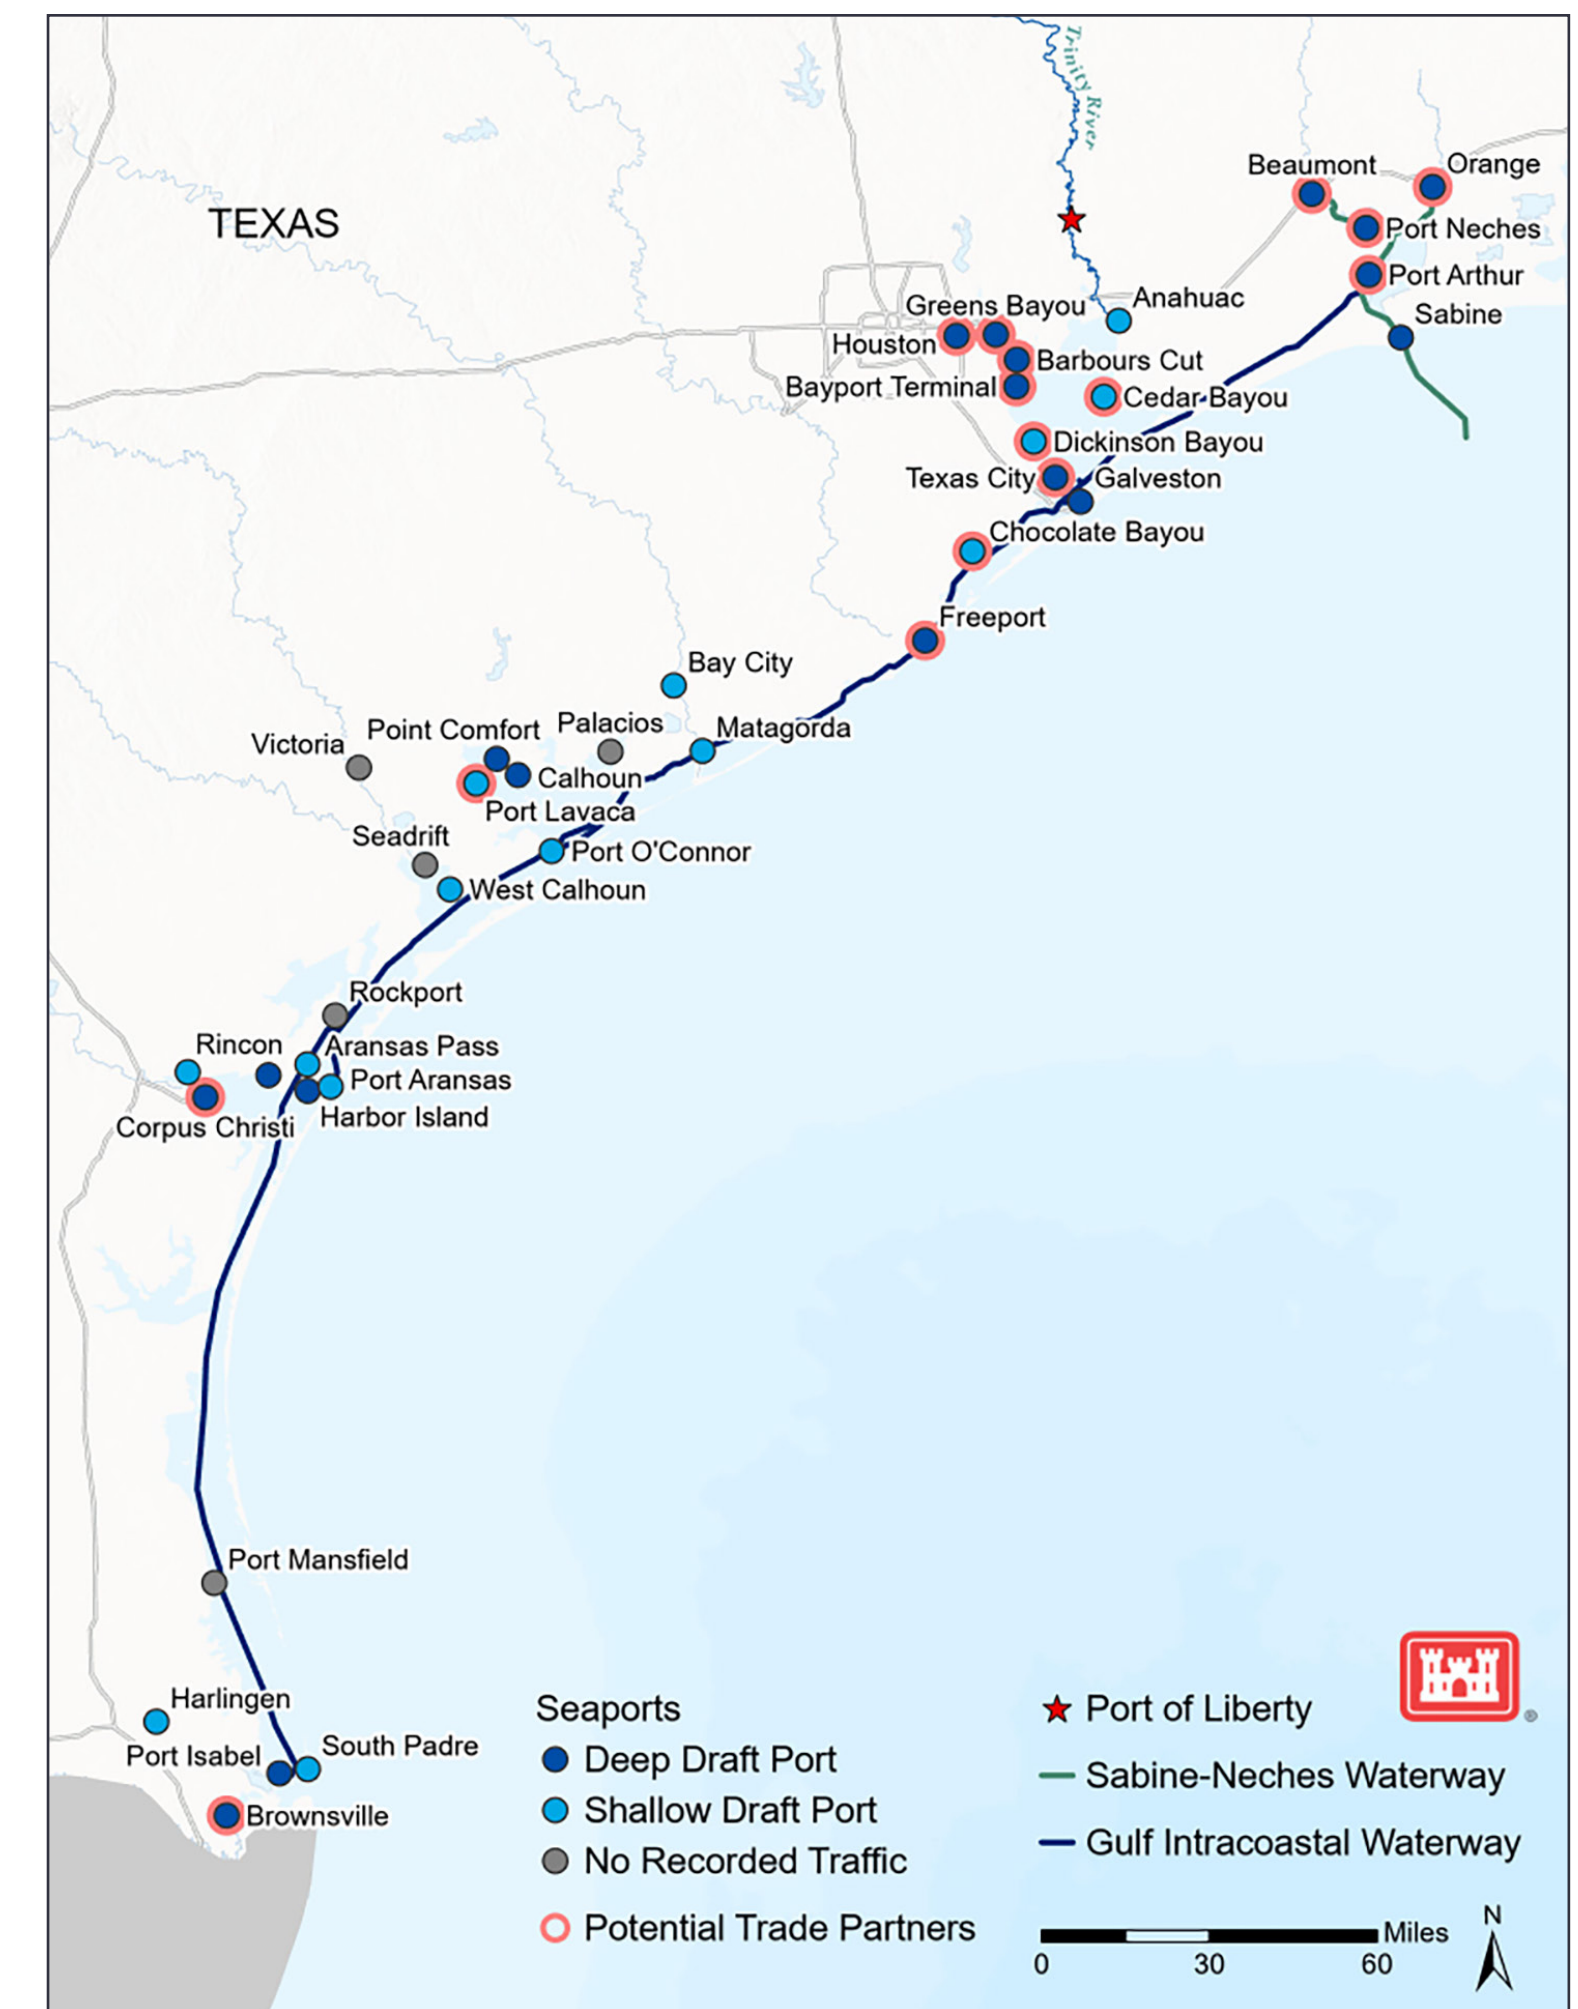 Trinity River
Beaumont
Orange
TEXAS
Port Neches
Port Arthur
Anahuac
Greens Bayou
Sabine
Houston
Barbours Cut
Bayport Terminal
Cedar Bayou
Dickinson Bayou
Texas City
Galveston
Chocolate Bayou
Freeport
Bay City
Palacios
Point Comfort
Matagorda
Victoria
Calhoun
Port Lavaca
Seadrift
Port O'Connor
West Calhoun
Rockport
Rincon
Aransas Pass
Port Aransas
Harbor Island
Corpus Christi
Port Mansfield
Harlingen
South Padre
Port Isabel
Brownsville
Seaports
Deep Draft Port
Shallow Draft Port
No Recorded Traffic
Potential Trade Partners
Port of Liberty
®
Sabine-Neches Waterway
Gulf Intracoastal Waterway
N
Miles
0 30 60